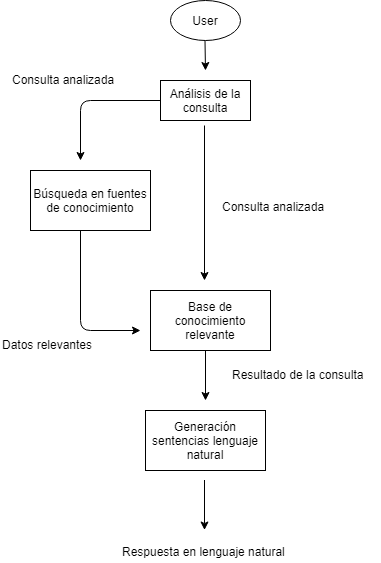 User
Consulta analizada
Análisis de la
consulta
Búsqueda en fuentes
de conocimiento
Consulta analizada
Base de
conocimiento
relevante
Datos relevantes
Resultado de la consulta
Generación
sentencias lenguaje
natural
Respuesta en lenguaje natural